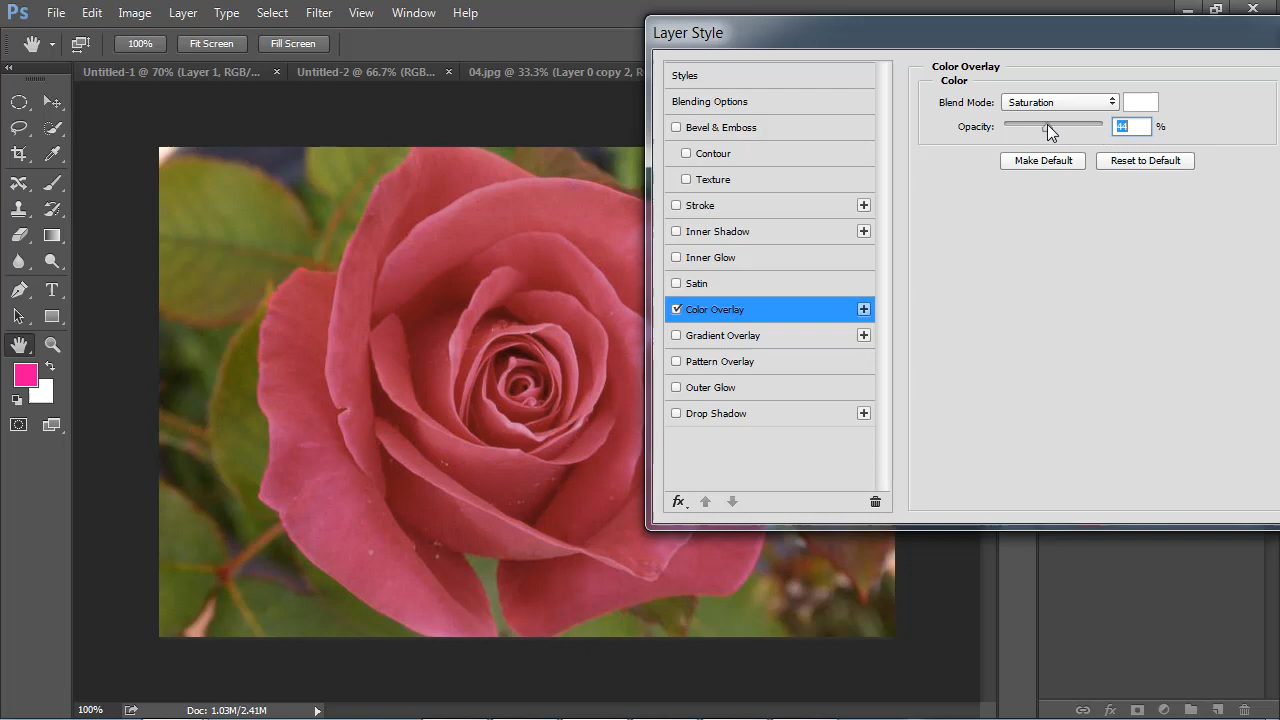 Ps File Edit Image Layer Type Select Filter View Window Help
100% Fit Screen Fill Screen
Layer Style
Untitled-1 @ 70% (Layer 1, RGB/... × Untitled-2 @ 66.7% (RGB... × 04.jpg @ 33.3% (Layer 0 copy 2, R
Styles
Blending Options
Bevel & Emboss
Contour
Texture
Stroke
Inner Shadow
Inner Glow
Satin
Color Overlay
Gradient Overlay
Pattern Overlay
Outer Glow
Drop Shadow
fx
Color Overlay
Color
Blend Mode: Saturation
Opacity: 44 %
Make Default Reset to Default
100% Doc: 1.03M/2.41M
fx